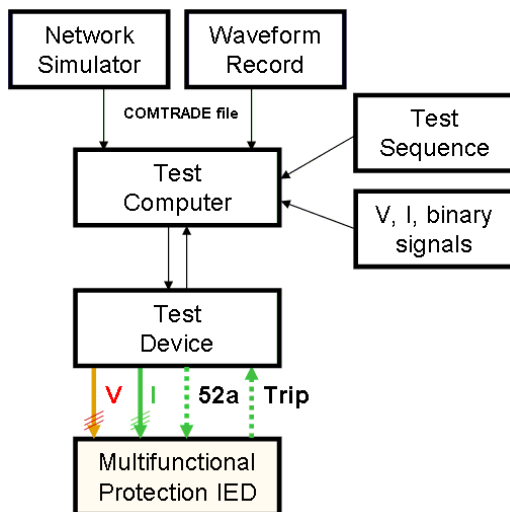 Network
Simulator
Waveform
Record
COMTRADE file
Test
Sequence
Test
Computer
V, I, binary
signals
Test
Device
V I 52a Trip
Multifunctional
Protection IED